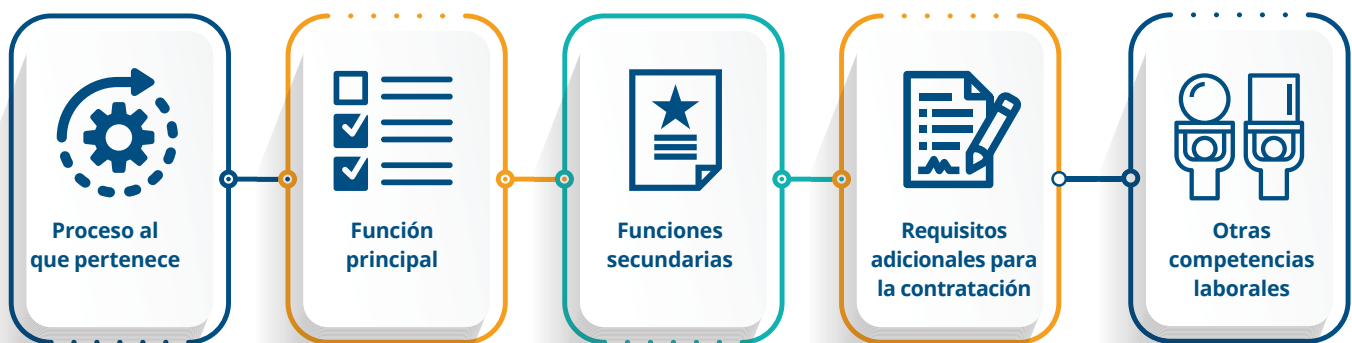 Proceso al
que pertenece
Función
principal
Funciones
secundarias
Requisitos
adicionales para
la contratación
Otras
competencias
laborales